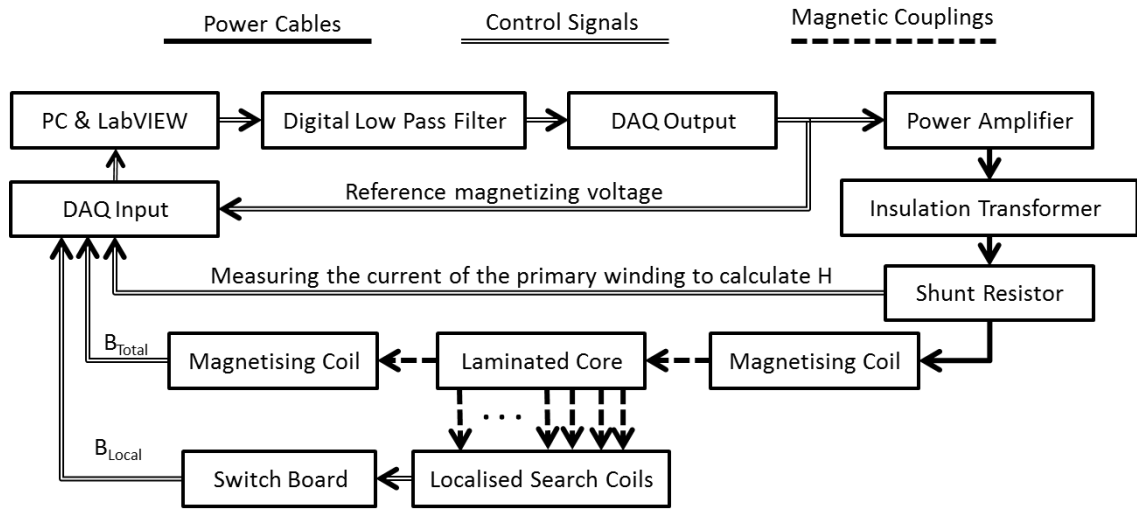 Power Cables
Control Signals
Magnetic Couplings
PC & LabVIEW
Digital Low Pass Filter
DAQ Output
Power Amplifier
DAQ Input
Reference magnetizing voltage
Insulation Transformer
Measuring the current of the primary winding to calculate H
Shunt Resistor
B_Total
Magnetising Coil
Laminated Core
Magnetising Coil
...
B_Local
Switch Board
Localised Search Coils